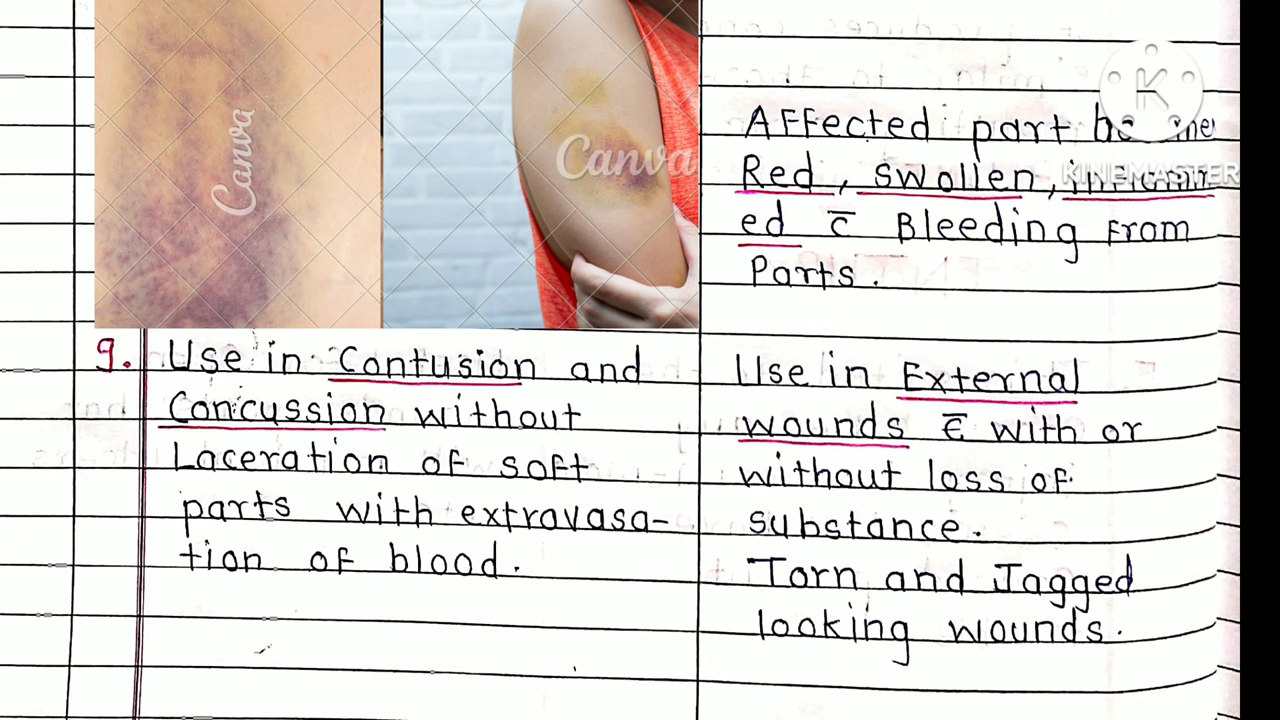 Canva
Canva
K
KINEMASTER
Affected part
Red, swollen,
ed c̅ Bleeding From
Parts.
9. Use in Contusion and
Concussion without
Laceration of soft
parts with extravasa-
tion of blood.
Use in External
wounds c̅ with or
without loss of
substance.
Torn and Jagged
looking wounds.